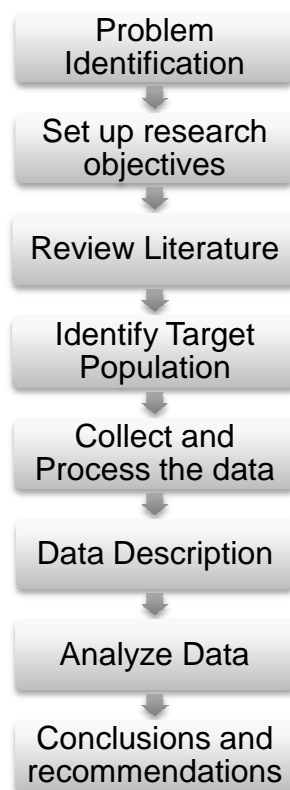 Problem
Identification
Set up research
objectives
Review Literature
Identify Target
Population
Collect and
Process the data
Data Description
Analyze Data
Conclusions and
recommendations